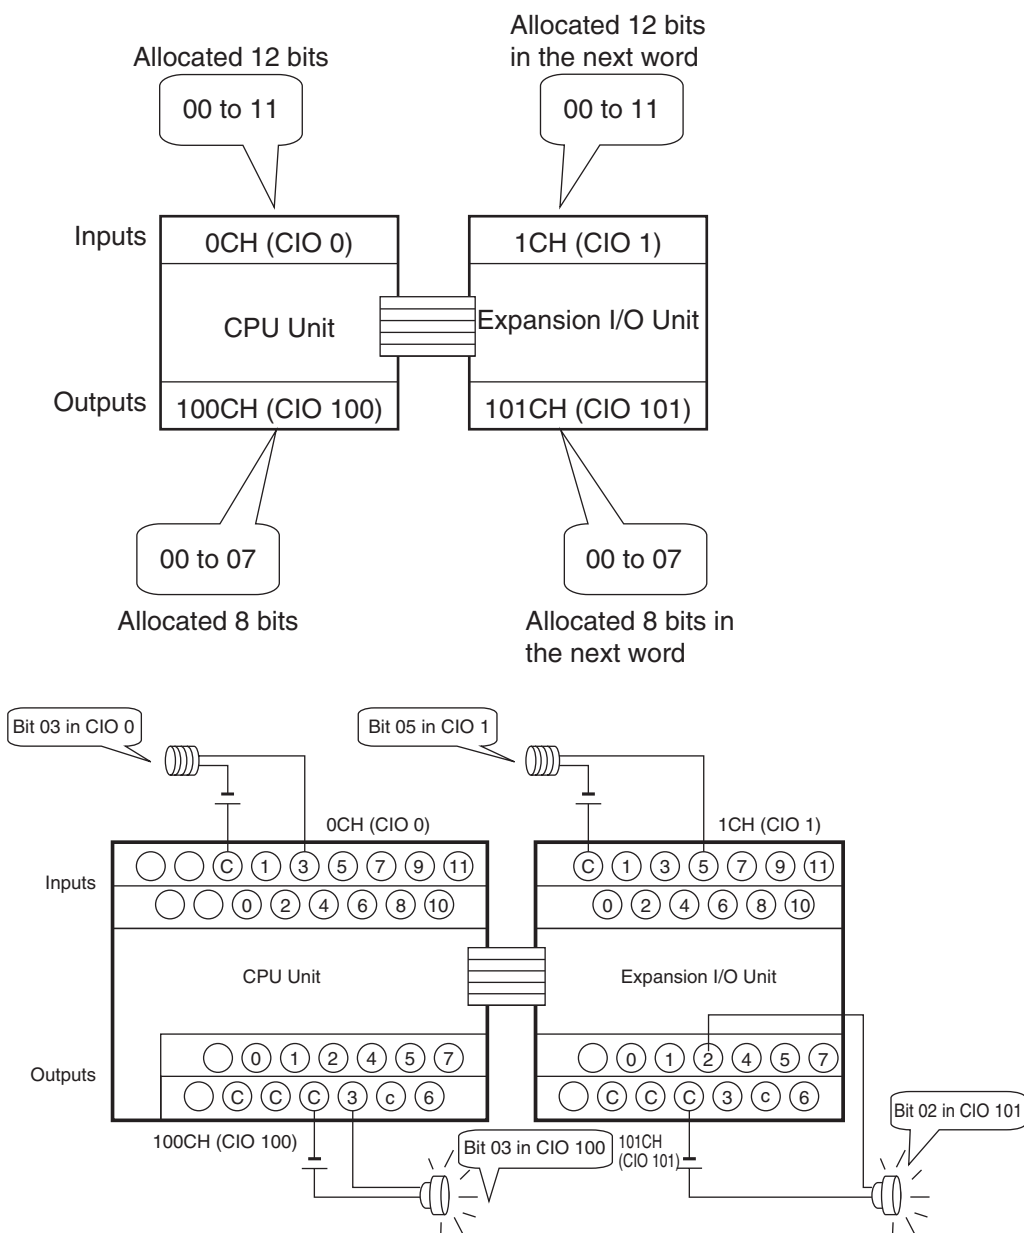 Allocated 12 bits
Allocated 12 bits
in the next word
00 to 11
00 to 11
Inputs
0CH (CIO 0)
1CH (CIO 1)
CPU Unit
Expansion I/O Unit
Outputs
100CH (CIO 100)
101CH (CIO 101)
00 to 07
00 to 07
Allocated 8 bits
Allocated 8 bits in
the next word
Bit 03 in CIO 0
Bit 05 in CIO 1
0CH (CIO 0)
1CH (CIO 1)
Inputs
C 1 3 5 7 9 11
0 2 4 6 8 10
C 1 3 5 7 9 11
0 2 4 6 8 10
CPU Unit
Expansion I/O Unit
Outputs
0 1 2 4 5 7
C C C 3 c 6
0 1 2 4 5 7
C C C 3 c 6
100CH (CIO 100)
Bit 03 in CIO 100
101CH
(CIO 101)
Bit 02 in CIO 101